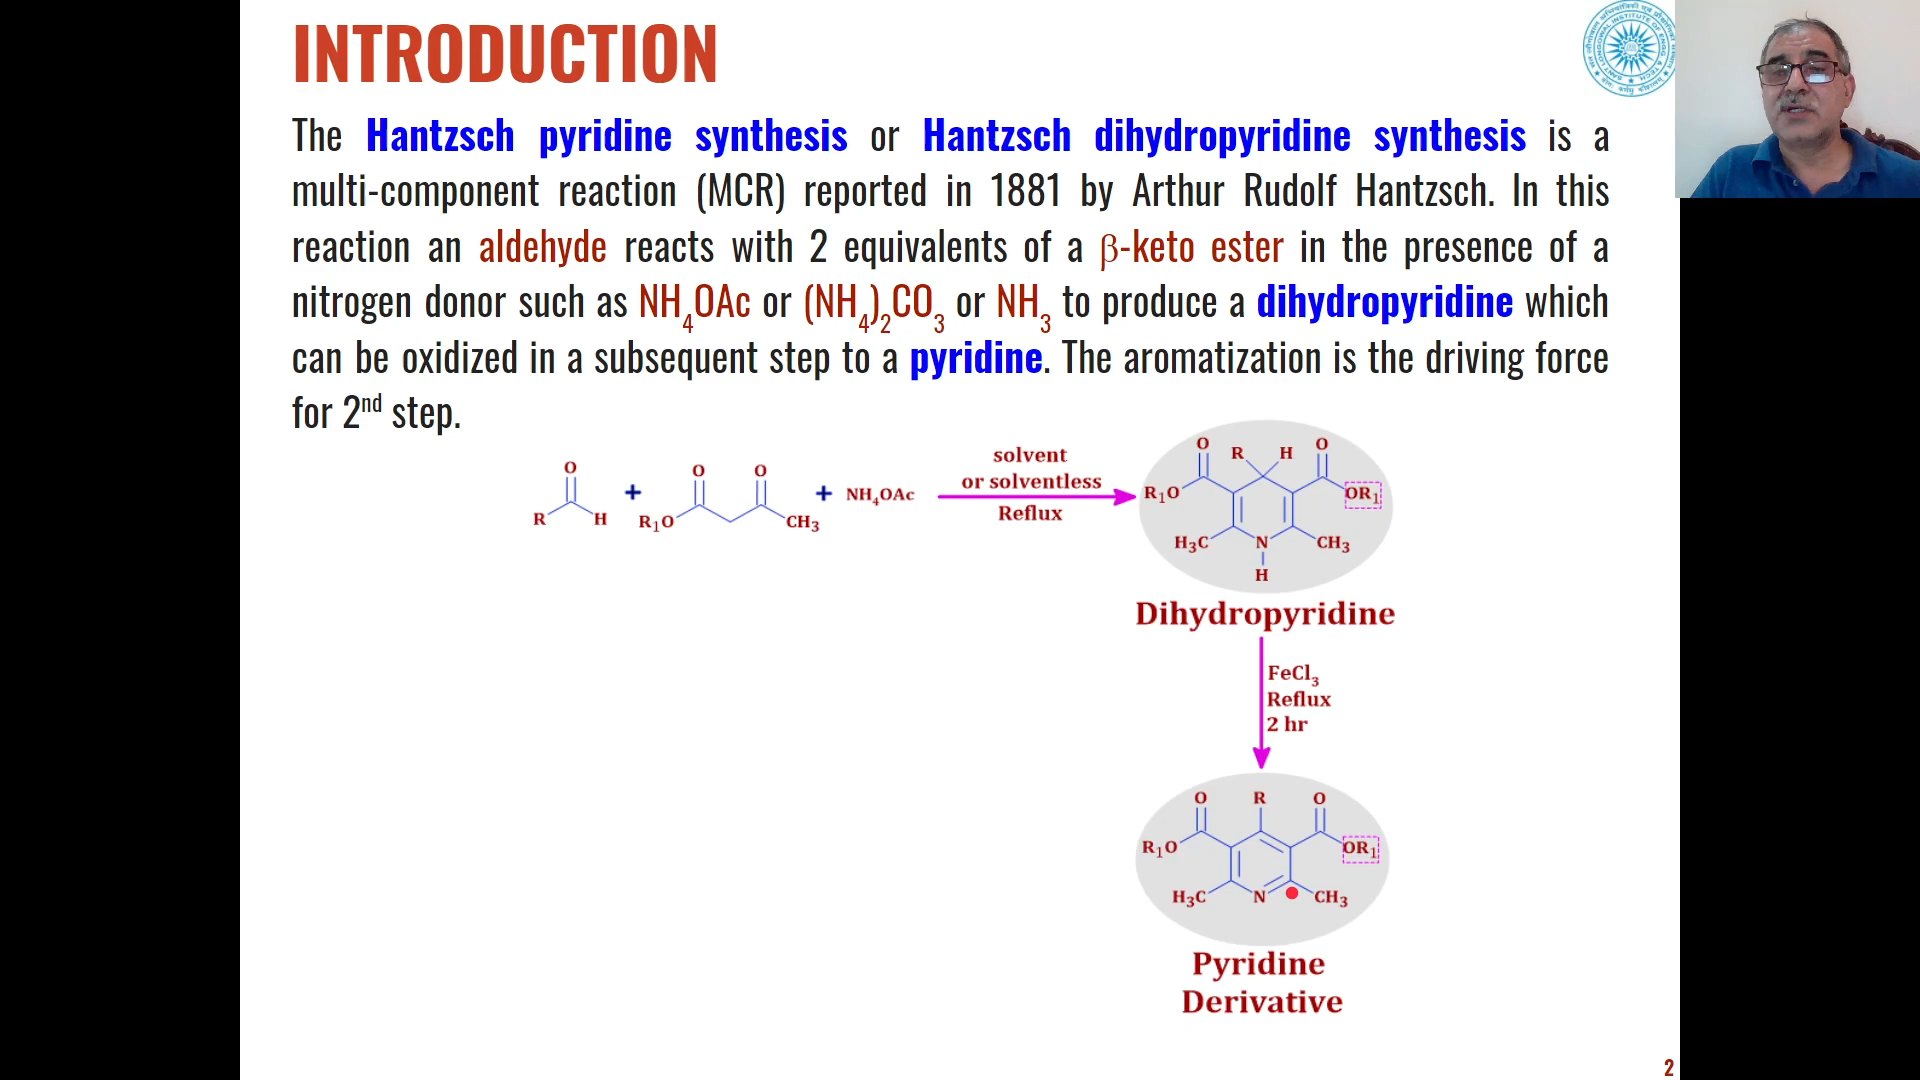 INTRODUCTION
The Hantzsch pyridine synthesis or Hantzsch dihydropyridine synthesis is a
multi-component reaction (MCR) reported in 1881 by Arthur Rudolf Hantzsch. In this
reaction an aldehyde reacts with 2 equivalents of a β-keto ester in the presence of a
nitrogen donor such as NH₄OAc or (NH₄)₂CO₃ or NH₃ to produce a dihydropyridine which
can be oxidized in a subsequent step to a pyridine. The aromatization is the driving force
for 2nd step.
O
R
H
+
O
O
R₁O
CH₃
+
NH₄OAc
solvent
or solventless
Reflux
O
R
H
O
R₁O
OR₁
H₃C
N
CH₃
H
Dihydropyridine
FeCl₃
Reflux
2 hr
O
R
O
R₁O
OR₁
H₃C
N
CH₃
Pyridine
Derivative
2